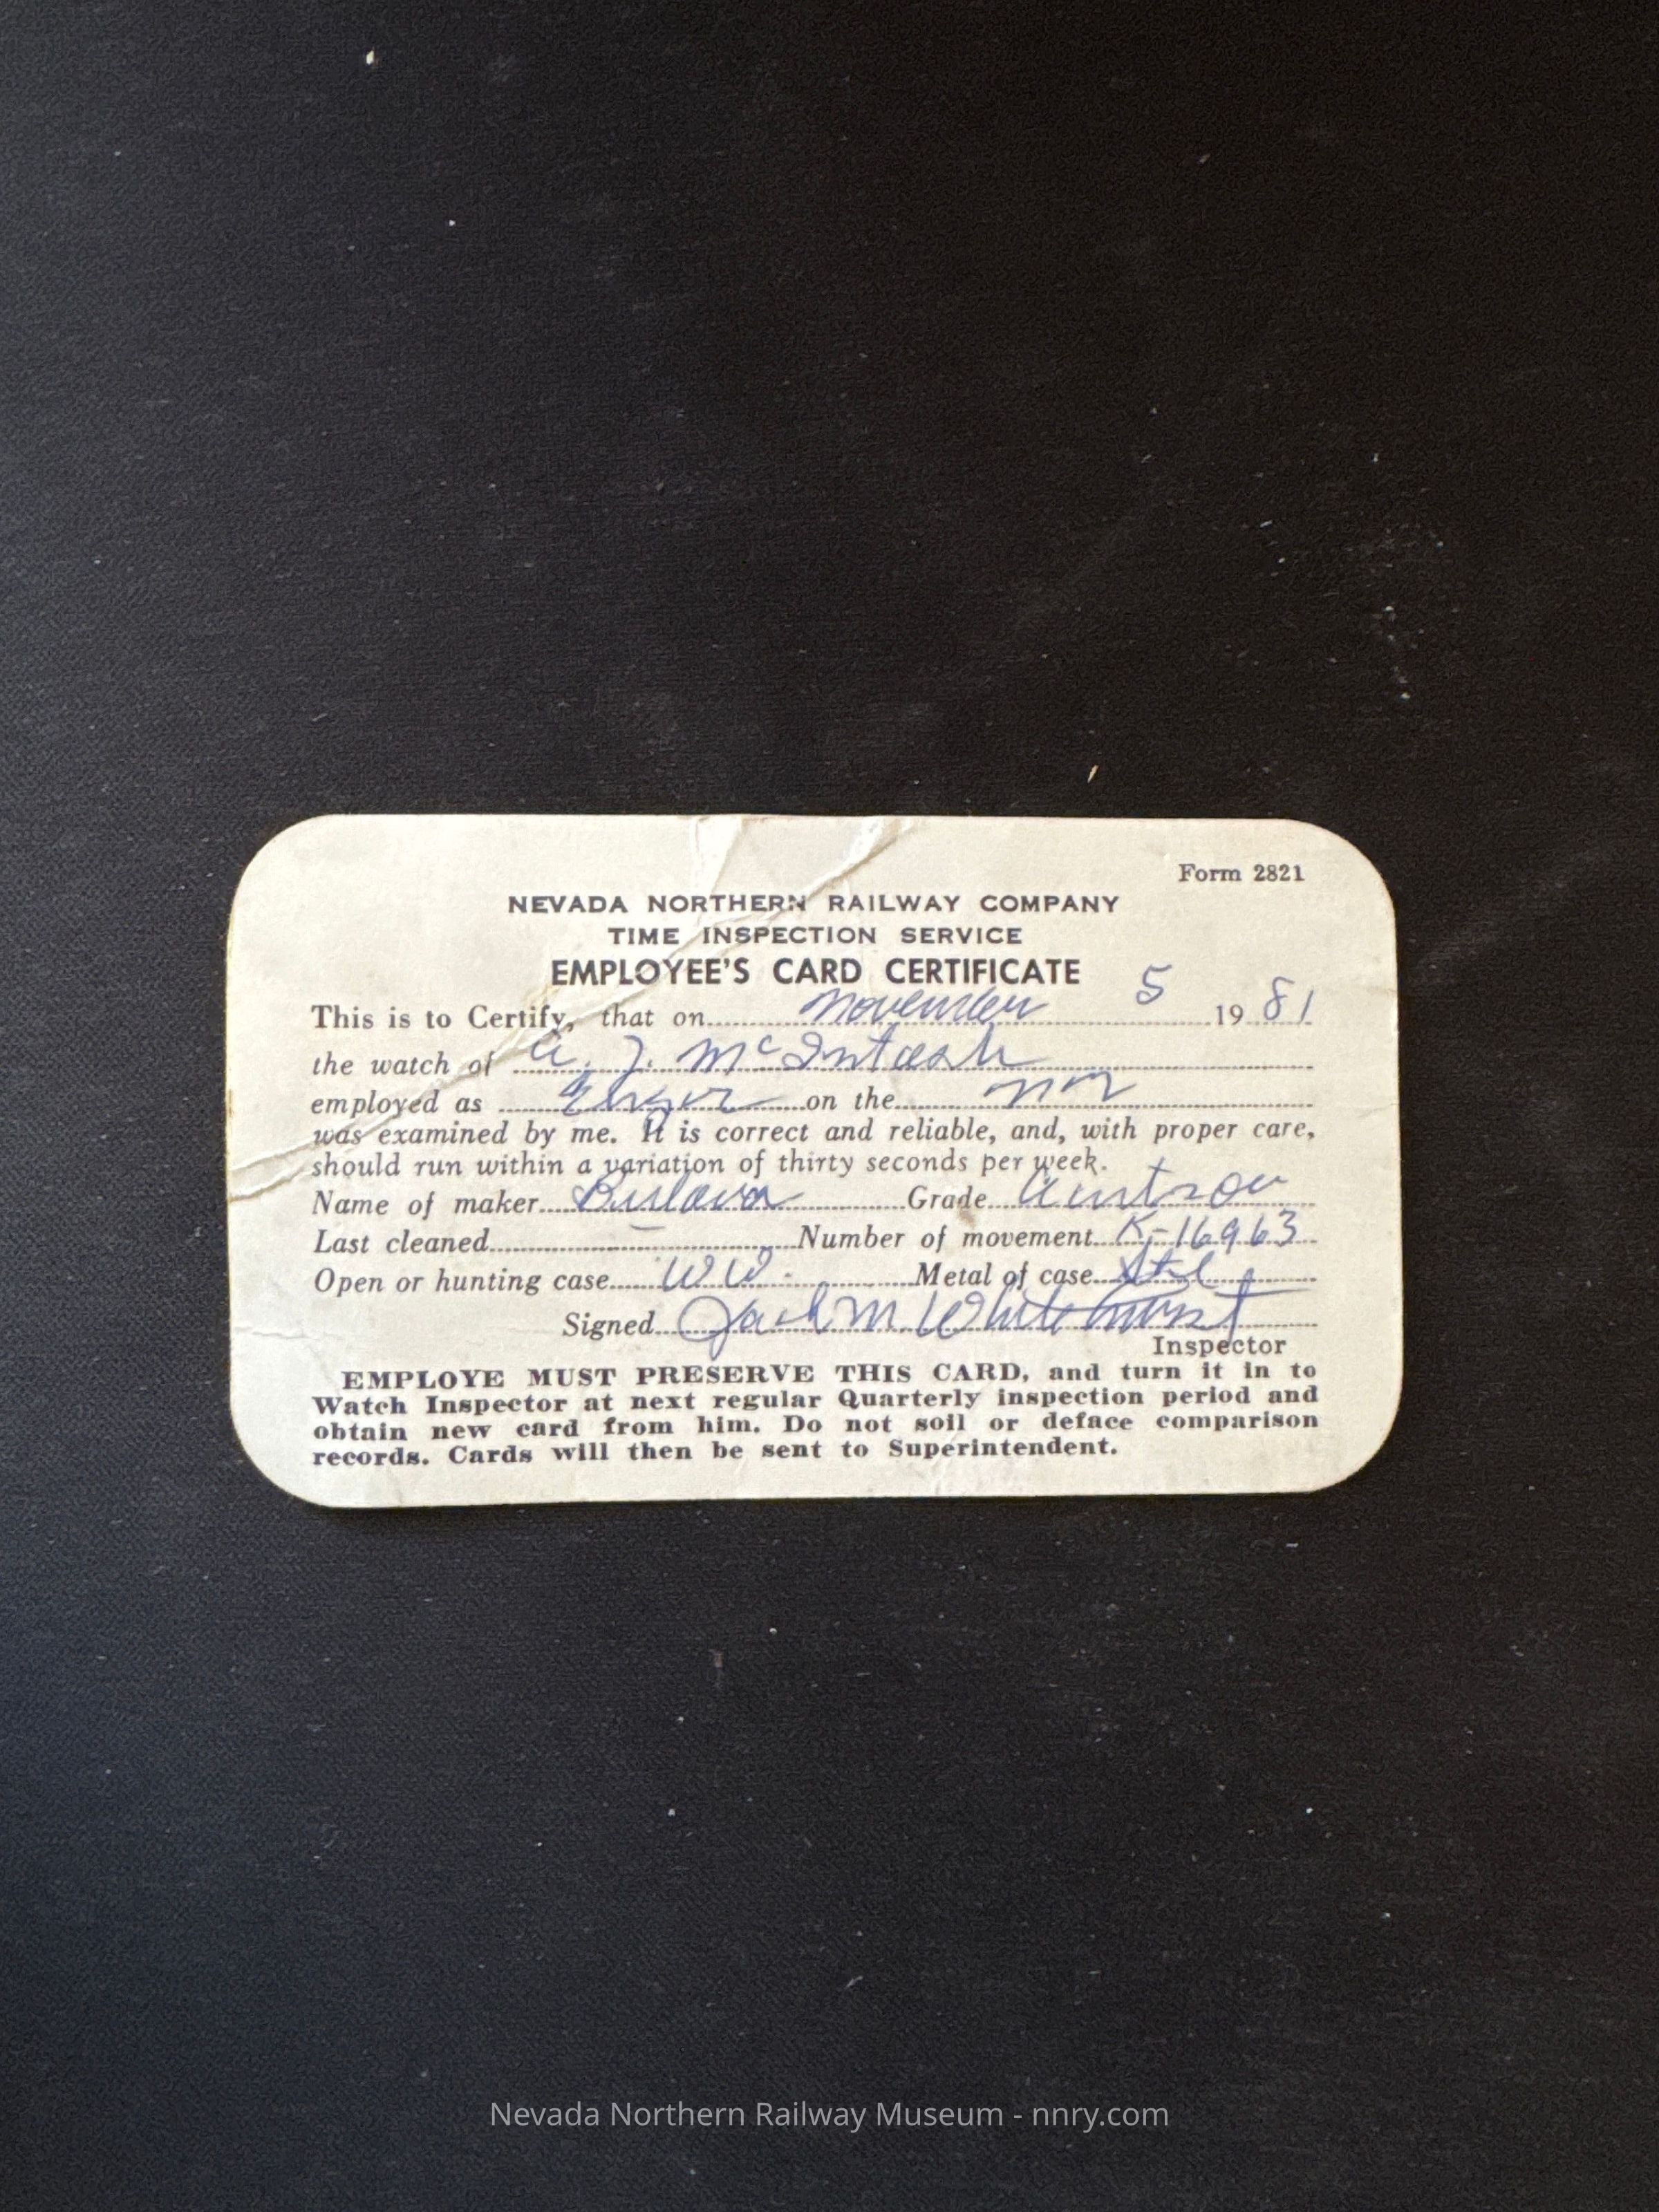 Form 2821
NEVADA NORTHERN RAILWAY COMPANY
TIME INSPECTION SERVICE
EMPLOYEE'S CARD CERTIFICATE
This is to Certify, that on November 5 1981
the watch of A. J. McIntosh
employed as on the NN
was examined by me. It is correct and reliable, and, with proper care,
should run within a variation of thirty seconds per week.
Name of maker Bulova Grade
Last cleaned — Number of movement K-16963
Open or hunting case WW. Metal of case Stl
Signed Jack M Whitehurst
Inspector
EMPLOYE MUST PRESERVE THIS CARD, and turn it in to
Watch Inspector at next regular Quarterly inspection period and
obtain new card from him. Do not soil or deface comparison
records. Cards will then be sent to Superintendent.
Nevada Northern Railway Museum - nnry.com